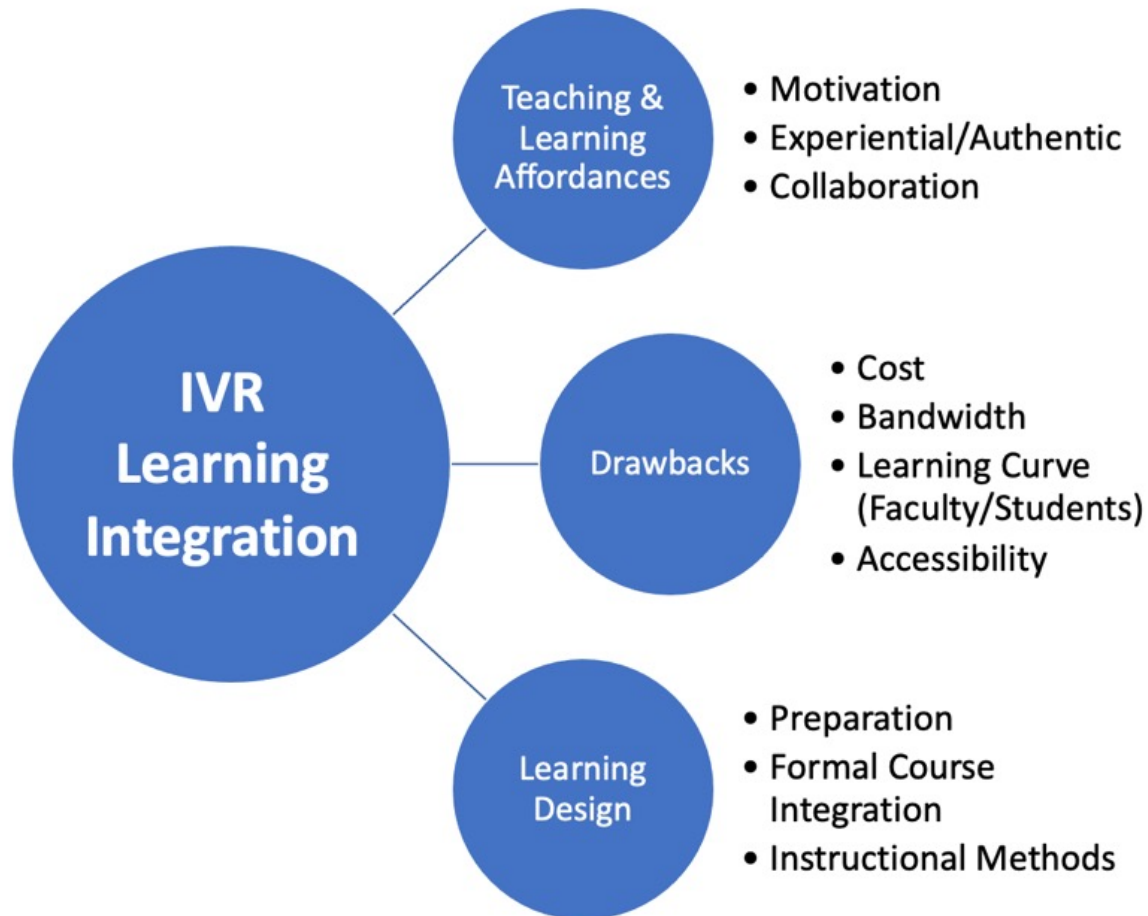 IVR
Learning
Integration
Teaching &
Learning
Affordances
• Motivation
• Experiential/Authentic
• Collaboration
Drawbacks
• Cost
• Bandwidth
• Learning Curve
(Faculty/Students)
• Accessibility
Learning
Design
• Preparation
• Formal Course
Integration
• Instructional Methods